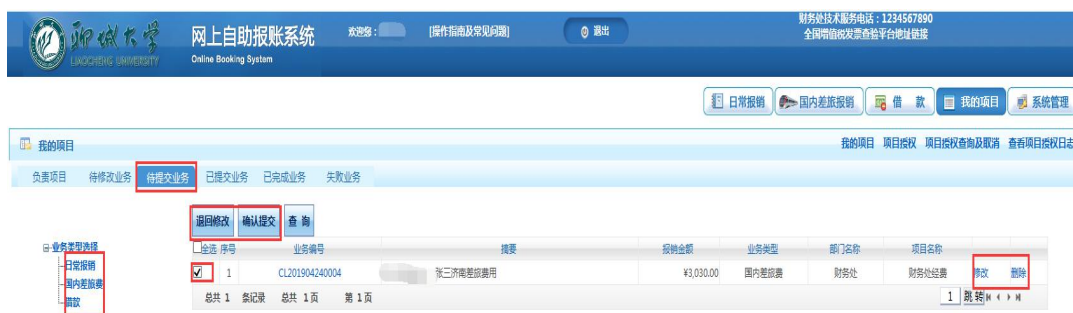 聊城大学
LIAOCHENG UNIVERSITY
网上自助报账系统
Online Booking System
欢迎您：
[操作指南及常见问题]
退出
财务处技术服务电话：1234567890
全国增值税发票查验平台地址链接
日常报销 国内差旅报销 借 款 我的项目 系统管理
我的项目
我的项目 项目授权 项目授权查询及取消 查看项目授权日志
负责项目 待修改业务 待提交业务 已提交业务 已完成业务 失败业务
退回修改 确认提交 查 询
业务类型选择
日常报销
国内差旅费
借款
全选 序号 业务编号 摘要 报销金额 业务类型 部门名称 项目名称
1 CL201904240004 张三济南差旅费用 ¥3,030.00 国内差旅费 财务处 财务处经费 修改 删除
总共 1 条记录 总共 1页 第 1页
1 跳 转